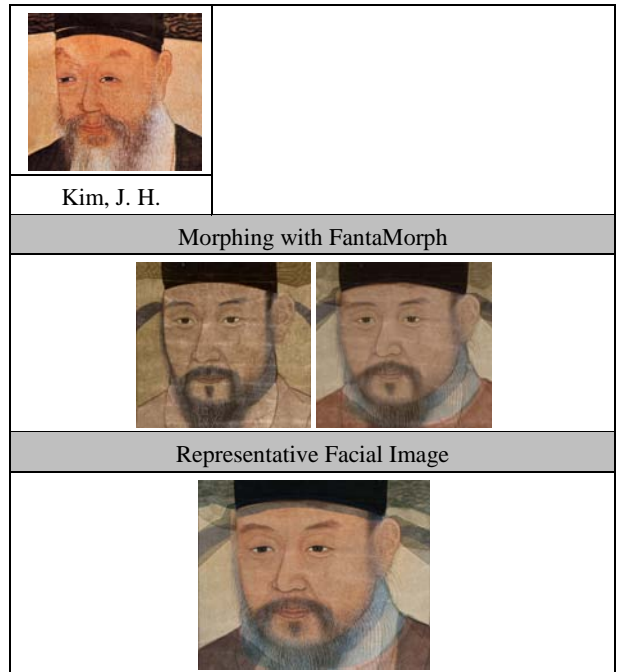 Kim, J. H.
Morphing with FantaMorph
Representative Facial Image